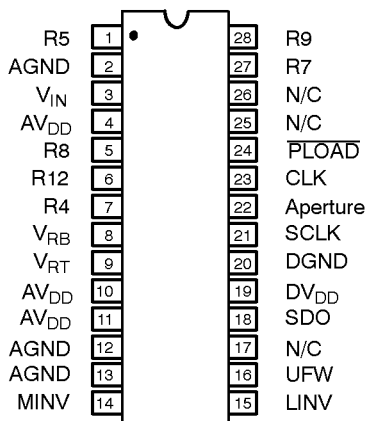 R5 1 28 R9
AGND 2 27 R7
VIN 3 26 N/C
AVDD 4 25 N/C
R8 5 24 PLOAD
R12 6 23 CLK
R4 7 22 Aperture
VRB 8 21 SCLK
VRT 9 20 DGND
AVDD 10 19 DVDD
AVDD 11 18 SDO
AGND 12 17 N/C
AGND 13 16 UFW
MINV 14 15 LINV